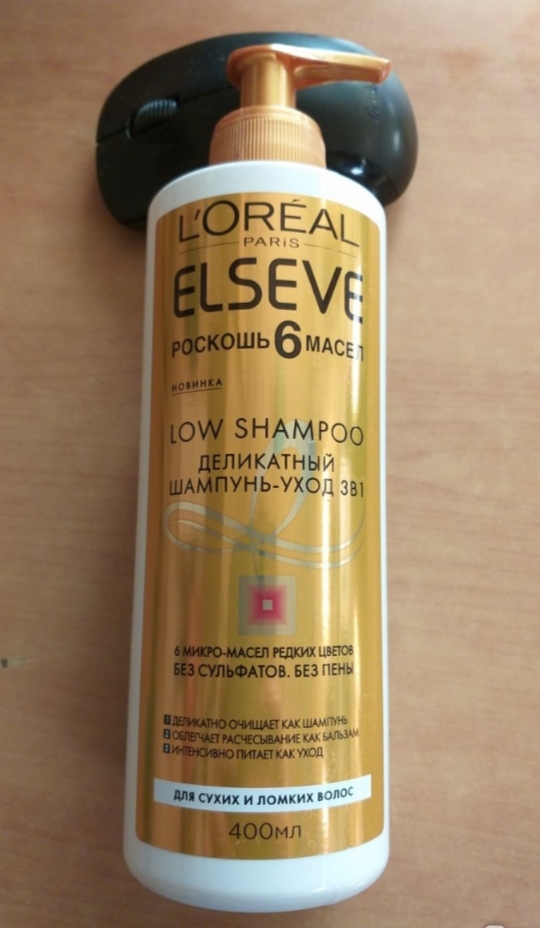 L'ORÉAL
PARIS
ELSEVE
РОСКОШЬ 6 МАСЕЛ
НОВИНКА
LOW SHAMPOO
ДЕЛИКАТНЫЙ
ШАМПУНЬ-УХОД 3В1
6 МИКРО-МАСЕЛ РЕДКИХ ЦВЕТОВ
БЕЗ СУЛЬФАТОВ. БЕЗ ПЕНЫ
1 ДЕЛИКАТНО ОЧИЩАЕТ КАК ШАМПУНЬ
2 ОБЛЕГЧАЕТ РАСЧЕСЫВАНИЕ КАК БАЛЬЗАМ
3 ИНТЕНСИВНО ПИТАЕТ КАК УХОД
ДЛЯ СУХИХ И ЛОМКИХ ВОЛОС
400МЛ